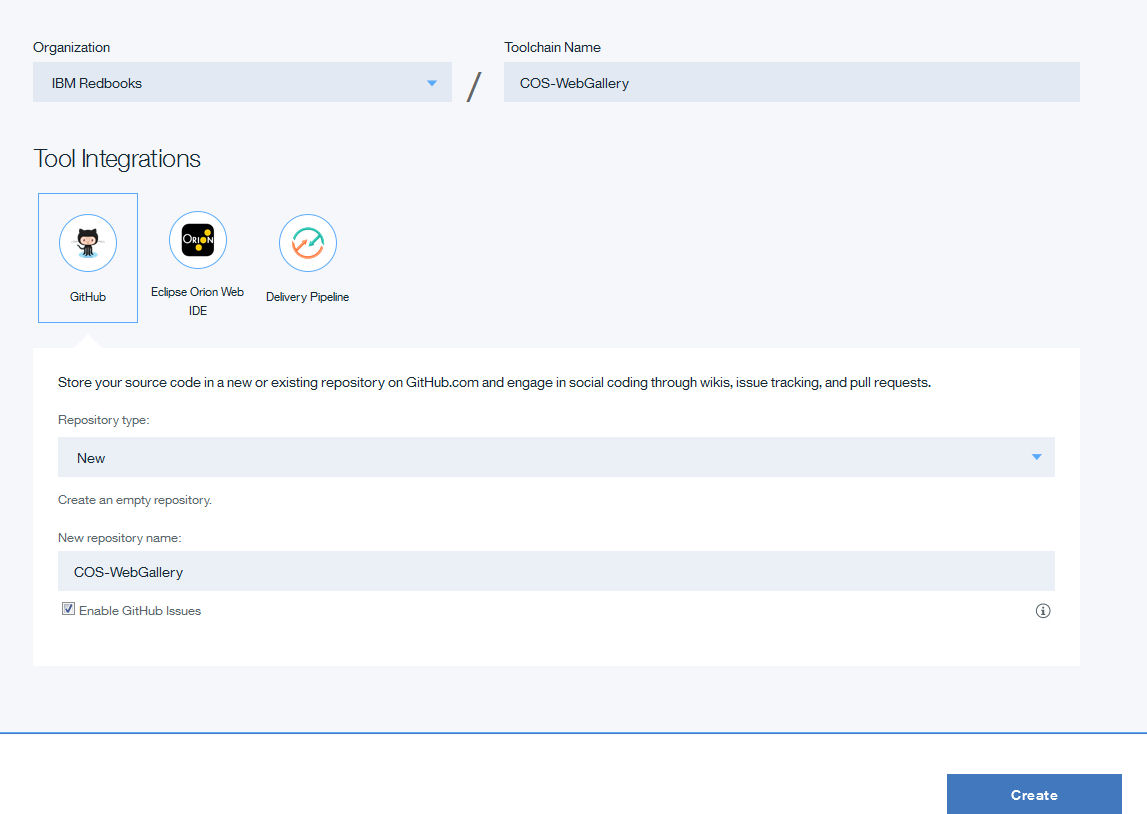 Organization
Toolchain Name
IBM Redbooks
/
COS-WebGallery
Tool Integrations
ORION
GitHub
Eclipse Orion Web
IDE
Delivery Pipeline
Store your source code in a new or existing repository on GitHub.com and engage in social coding through wikis, issue tracking, and pull requests.
Repository type:
New
Create an empty repository.
New repository name:
COS-WebGallery
Enable GitHub Issues
Create